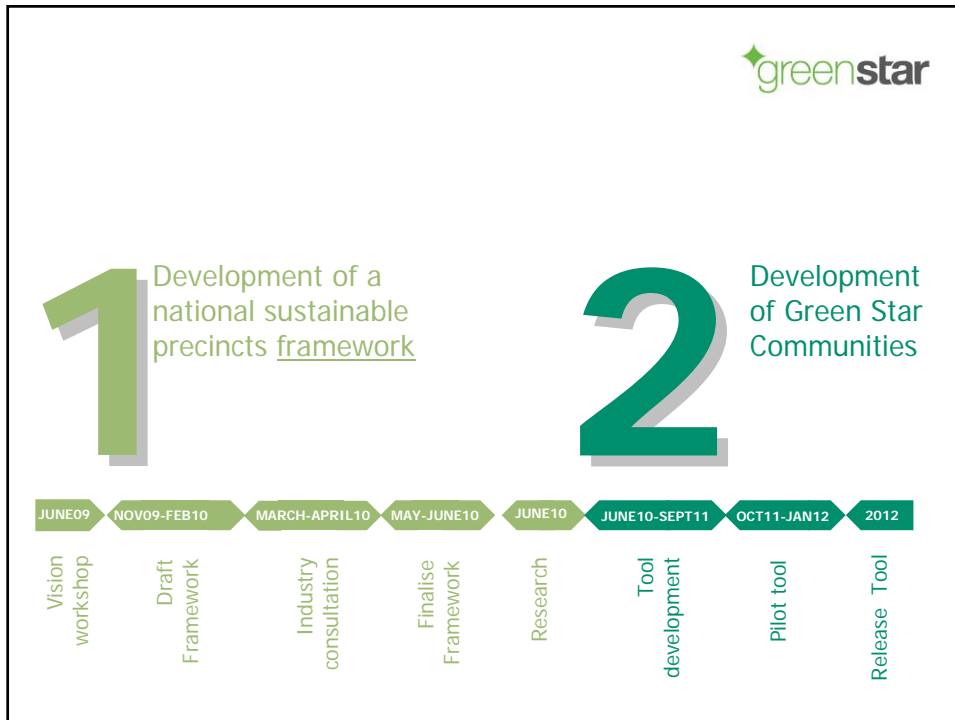 greenstar
1
Development of a
national sustainable
precincts framework
2
Development
of Green Star
Communities
JUNE09
NOV09-FEB10
MARCH-APRIL10
MAY-JUNE10
JUNE10
JUNE10-SEPT11
OCT11-JAN12
2012
Vision
workshop
Draft
Framework
Industry
consultation
Finalise
Framework
Research
Tool
development
Pilot tool
Release Tool